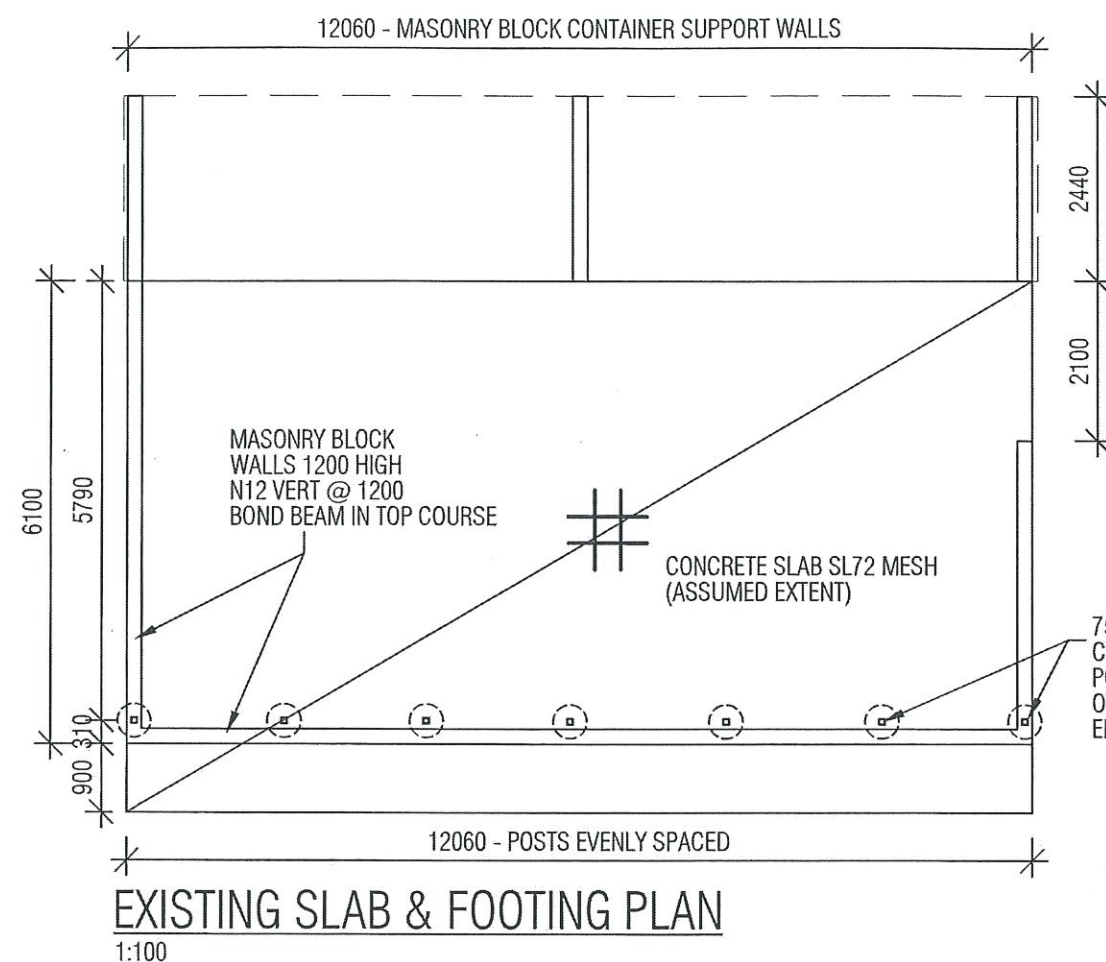 12060 - MASONRY BLOCK CONTAINER SUPPORT WALLS
2440
2100
6100
5790
MASONRY BLOCK
WALLS 1200 HIGH
N12 VERT @ 1200
BOND BEAM IN TOP COURSE
CONCRETE SLAB SL72 MESH
(ASSUMED EXTENT)
310
900
12060 - POSTS EVENLY SPACED
EXISTING SLAB & FOOTING PLAN
1:100